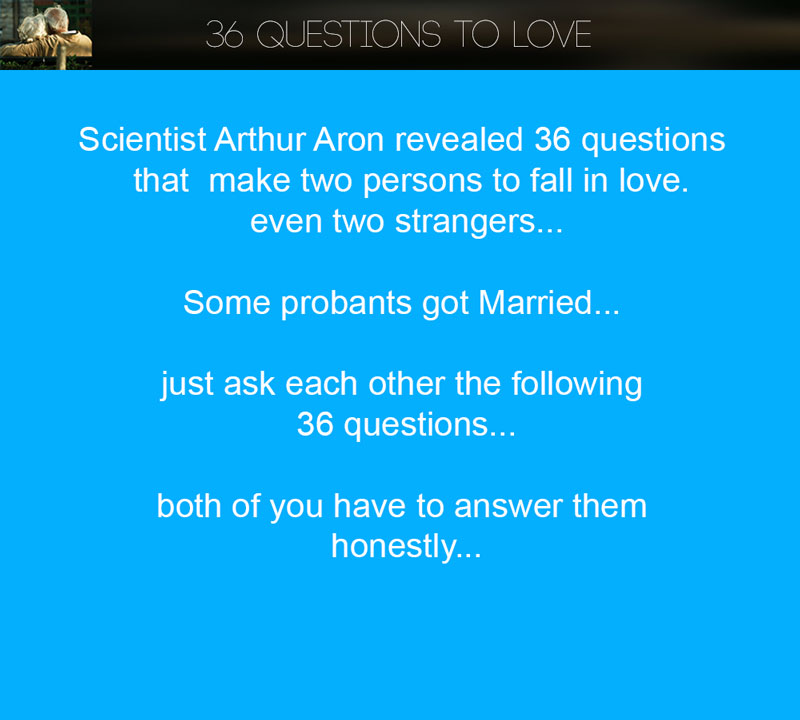 36 QUESTIONS TO LOVE
Scientist Arthur Aron revealed 36 questions
that  make two persons to fall in love.
even two strangers...
Some probants got Married...
just ask each other the following
36 questions...
both of you have to answer them
honestly...